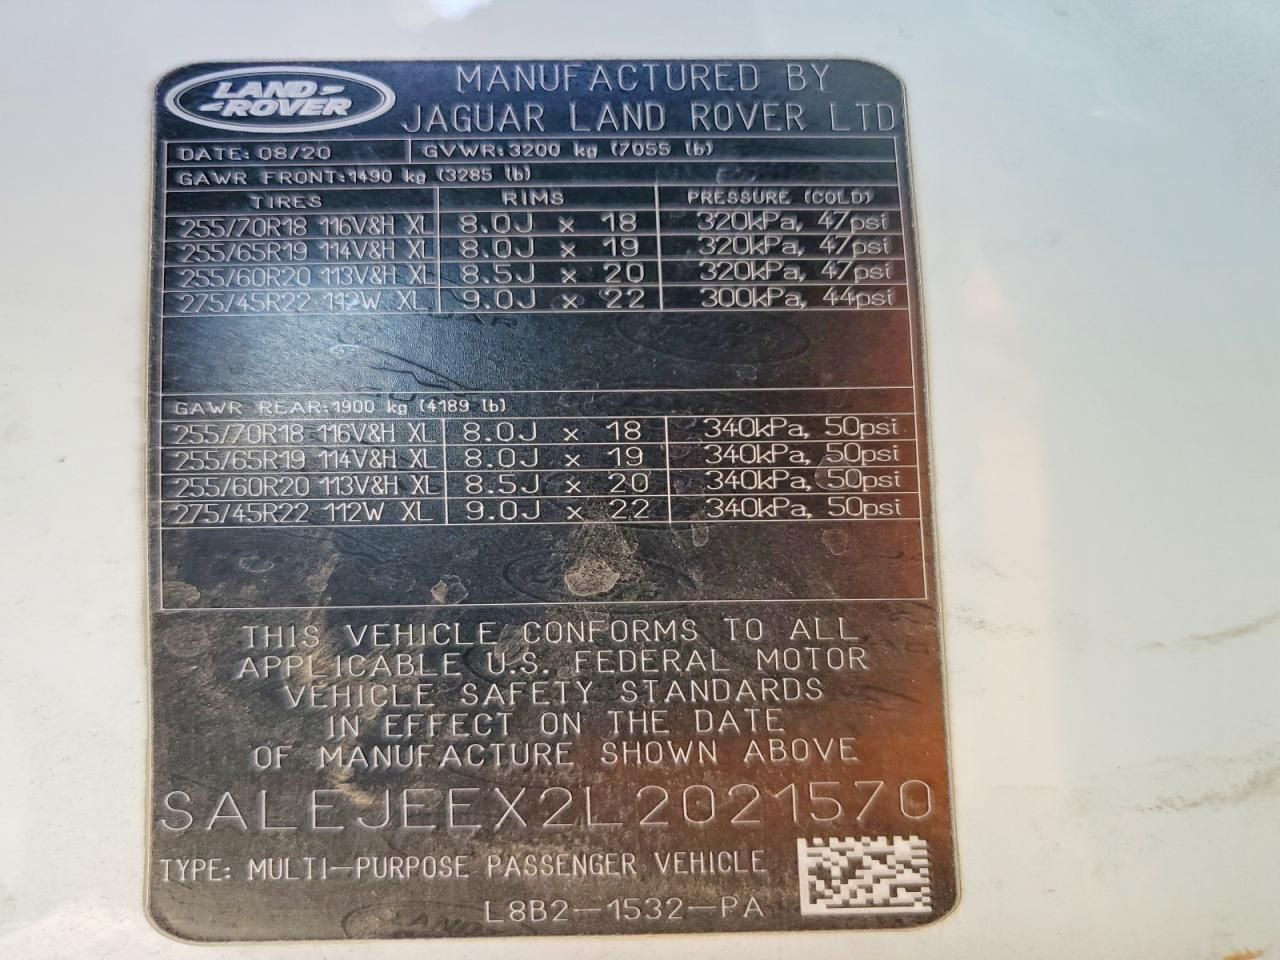 LAND ROVER
MANUFACTURED BY
JAGUAR LAND ROVER LTD
DATE: 08/20 GVWR: 3200 kg (7055 lb)
GAWR FRONT: 1490 kg (3285 lb)
TIRES RIMS PRESSURE (COLD)
255/70R18 116V&H XL 8.0J x 18 320kPa, 47psi
255/65R19 114V&H XL 8.0J x 19 320kPa, 47psi
255/60R20 113V&H XL 8.5J x 20 320kPa, 47psi
275/45R22 112W XL 9.0J x 22 300kPa, 44psi
GAWR REAR: 1900 kg (4189 lb)
255/70R18 116V&H XL 8.0J x 18 340kPa, 50psi
255/65R19 114V&H XL 8.0J x 19 340kPa, 50psi
255/60R20 113V&H XL 8.5J x 20 340kPa, 50psi
275/45R22 112W XL 9.0J x 22 340kPa, 50psi
THIS VEHICLE CONFORMS TO ALL
APPLICABLE U.S. FEDERAL MOTOR
VEHICLE SAFETY STANDARDS
IN EFFECT ON THE DATE
OF MANUFACTURE SHOWN ABOVE
SALEJEEX2L2021570
TYPE: MULTI-PURPOSE PASSENGER VEHICLE
L8B2-1532-PA